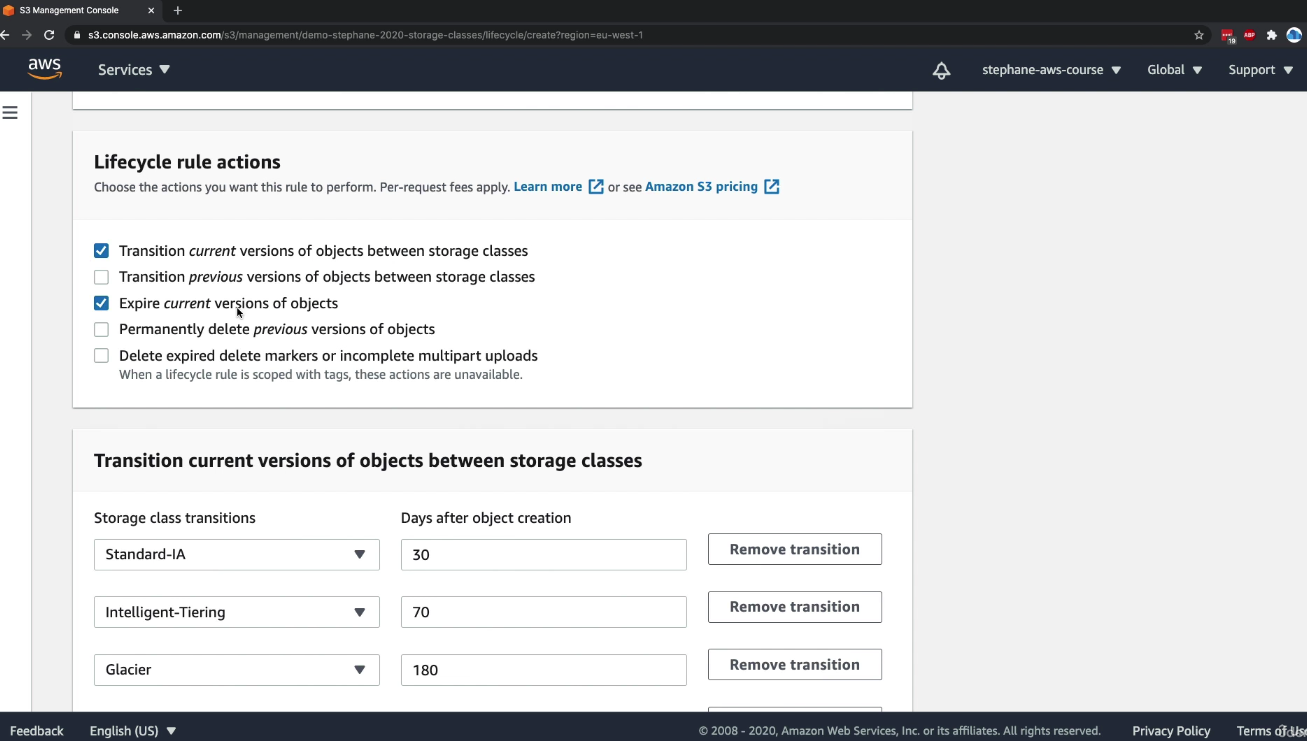 S3 Management Console
s3.console.aws.amazon.com/s3/management/demo-stephane-2020-storage-classes/lifecycle/create?region=eu-west-1
19
ABP
aws
Services
stephane-aws-course
Global
Support
Lifecycle rule actions
Choose the actions you want this rule to perform. Per-request fees apply. Learn more or see Amazon S3 pricing
Transition current versions of objects between storage classes
Transition previous versions of objects between storage classes
Expire current versions of objects
Permanently delete previous versions of objects
Delete expired delete markers or incomplete multipart uploads
When a lifecycle rule is scoped with tags, these actions are unavailable.
Transition current versions of objects between storage classes
Storage class transitions
Days after object creation
Standard-IA
30
Remove transition
Intelligent-Tiering
70
Remove transition
Glacier
180
Remove transition
Feedback
English (US)
© 2008 - 2020, Amazon Web Services, Inc. or its affiliates. All rights reserved.
Privacy Policy
Terms of